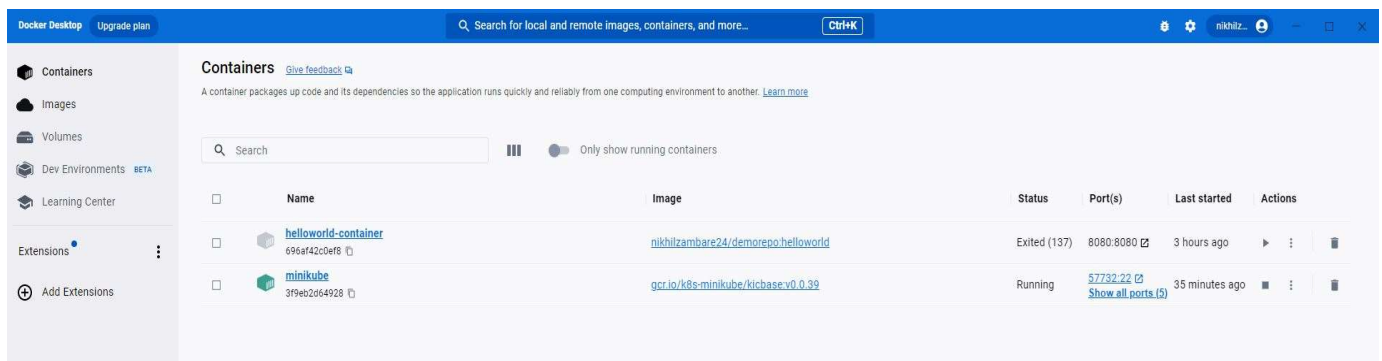 Docker Desktop Upgrade plan Search for local and remote images, containers, and more... Ctrl+K nikhilz...
Containers
Images
Volumes
Dev Environments BETA
Learning Center
Extensions
Add Extensions
Containers Give feedback
A container packages up code and its dependencies so the application runs quickly and reliably from one computing environment to another. Learn more
Search Only show running containers
Name Image Status Port(s) Last started Actions
helloworld-container nikhilzambare24/demorepo:helloworld Exited (137) 8080:8080 3 hours ago
696af42c0ef8
minikube gcr.io/k8s-minikube/kicbase:v0.0.39 Running 57732:22 35 minutes ago
3f9eb2d64928 Show all ports (5)